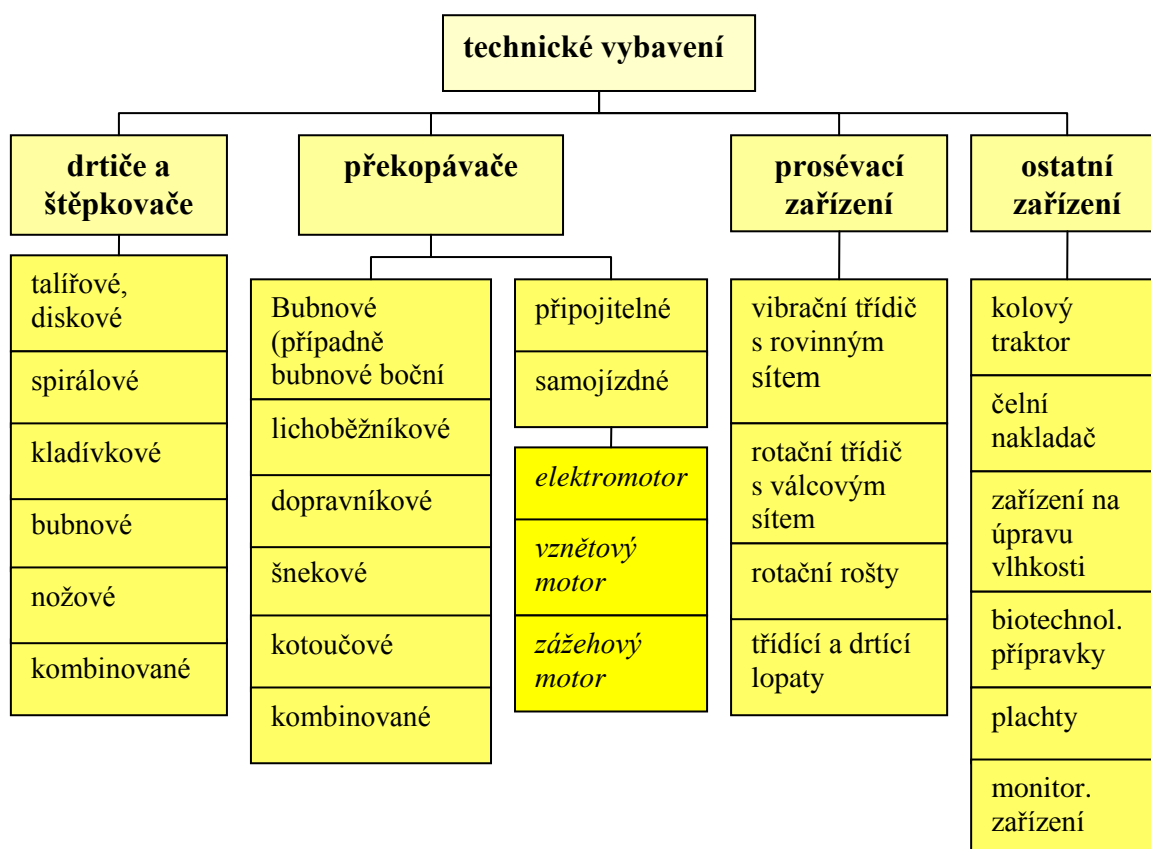 technické vybavení
drtiče a
štěpkovače
talířové,
diskové
spirálové
kladívkové
bubnové
nožové
kombinované
překopávače
Bubnové
(případně
bubnové boční
lichoběžníkové
dopravníkové
šnekové
kotoučové
kombinované
připojitelné
samojízdné
elektromotor
vznětový
motor
zážehový
motor
prosévací
zařízení
vibrační třídič
s rovinným
sítem
rotační třídič
s válcovým
sítem
rotační rošty
třídící a drtící
lopaty
ostatní
zařízení
kolový
traktor
čelní
nakladač
zařízení na
úpravu
vlhkosti
biotechnol.
přípravky
plachty
monitor.
zařízení